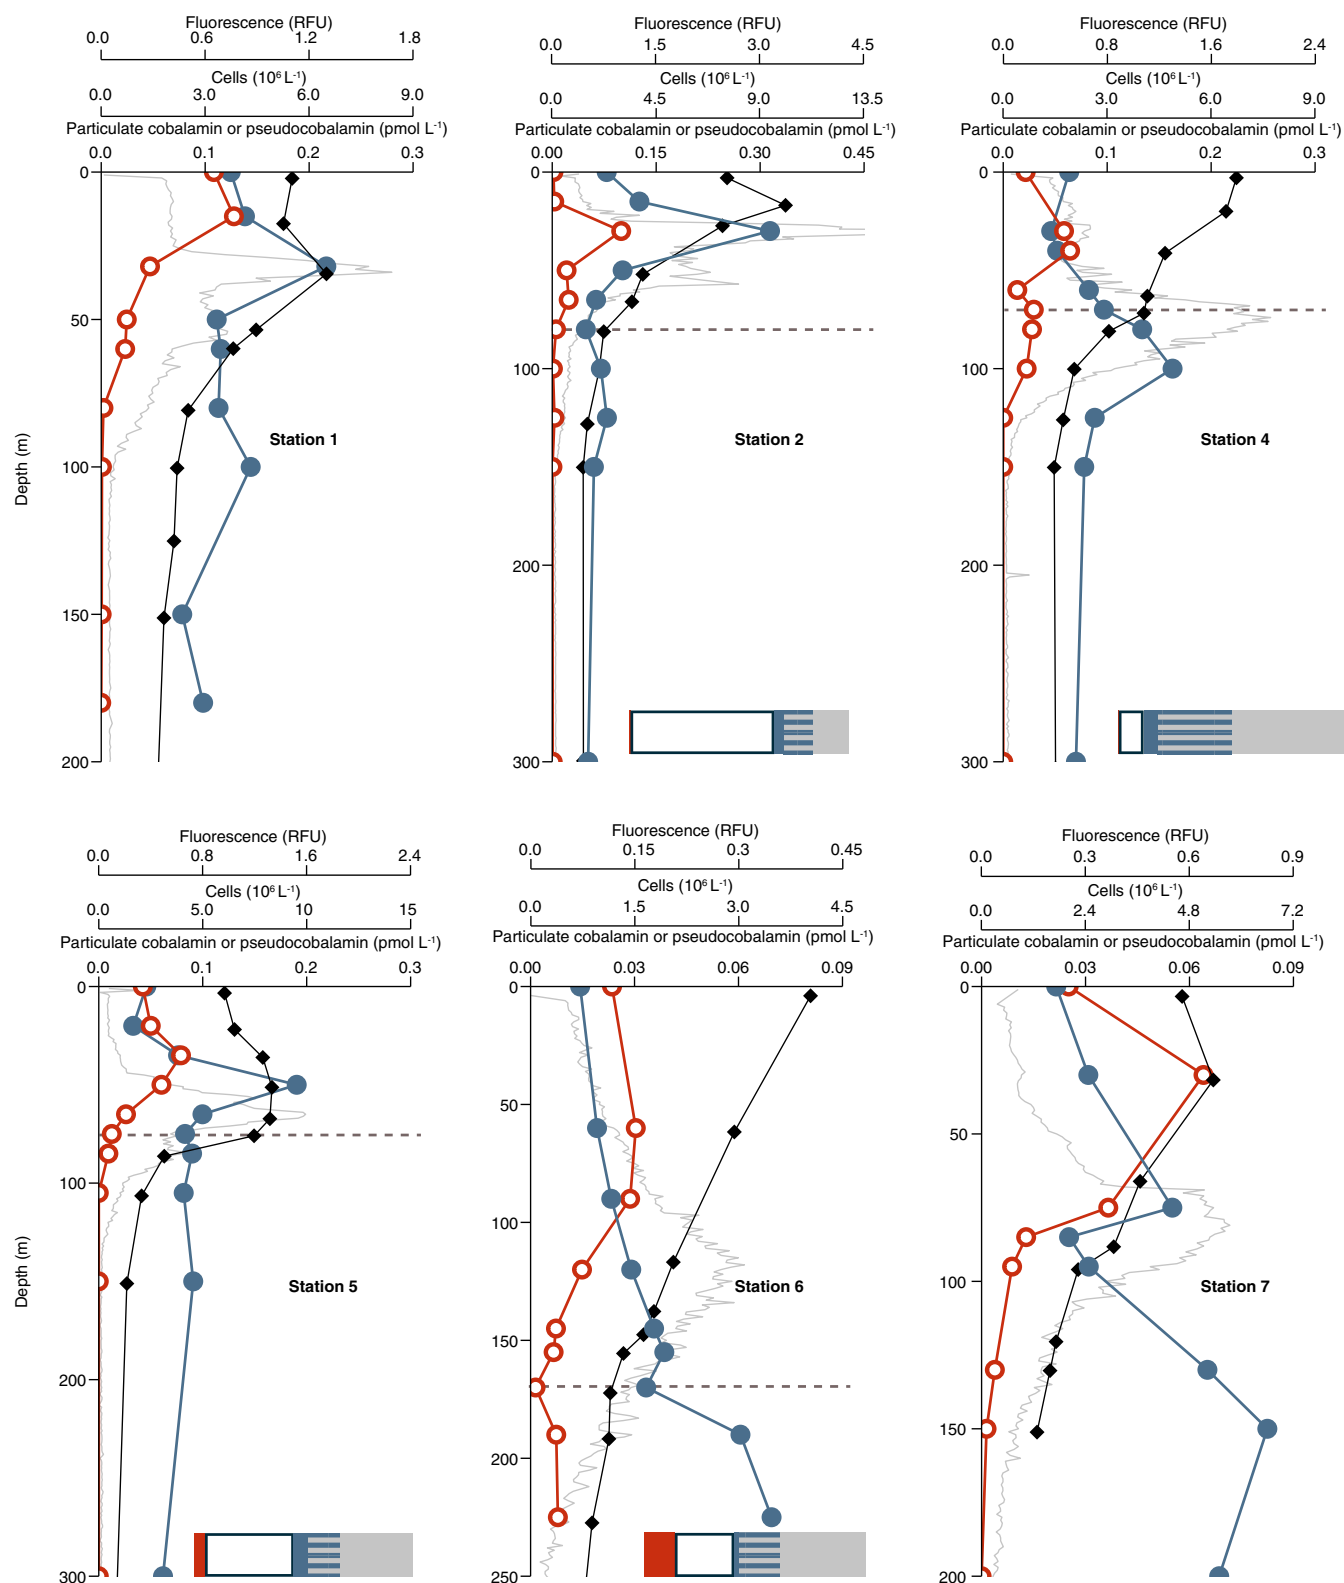 Fluorescence (RFU)
0.0 0.6 1.2 1.8
Cells (10⁶ L⁻¹)
0.0 3.0 6.0 9.0
Particulate cobalamin or pseudocobalamin (pmol L⁻¹)
0.0 0.1 0.2 0.3
0
50
100
150
200
Depth (m)
Station 1
Fluorescence (RFU)
0.0 1.5 3.0 4.5
Cells (10⁶ L⁻¹)
0.0 4.5 9.0 13.5
Particulate cobalamin or pseudocobalamin (pmol L⁻¹)
0.00 0.15 0.30 0.45
0
100
200
300
Station 2
Fluorescence (RFU)
0.0 0.8 1.6 2.4
Cells (10⁶ L⁻¹)
0.0 3.0 6.0 9.0
Particulate cobalamin or pseudocobalamin (pmol L⁻¹)
0.0 0.1 0.2 0.3
0
100
200
300
Station 4
Fluorescence (RFU)
0.0 0.8 1.6 2.4
Cells (10⁶ L⁻¹)
0.0 5.0 10 15
Particulate cobalamin or pseudocobalamin (pmol L⁻¹)
0.0 0.1 0.2 0.3
0
100
200
300
Depth (m)
Station 5
Fluorescence (RFU)
0.0 0.15 0.3 0.45
Cells (10⁶ L⁻¹)
0.0 1.5 3.0 4.5
Particulate cobalamin or pseudocobalamin (pmol L⁻¹)
0.00 0.03 0.06 0.09
0
50
100
150
200
250
Station 6
Fluorescence (RFU)
0.0 0.3 0.6 0.9
Cells (10⁶ L⁻¹)
0.0 2.4 4.8 7.2
Particulate cobalamin or pseudocobalamin (pmol L⁻¹)
0.00 0.03 0.06 0.09
0
50
100
150
200
Station 7